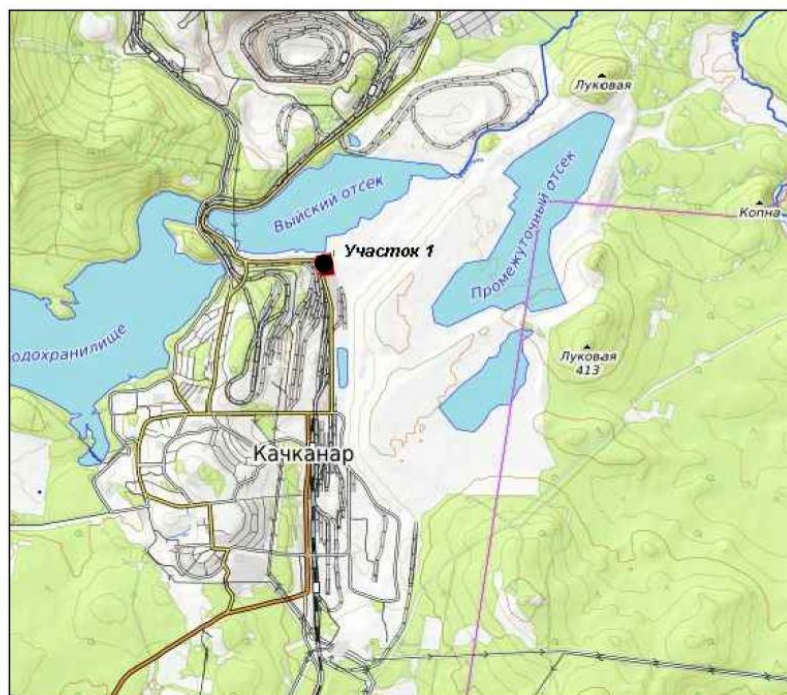 Луковая
Выйский отсек
Промежуточный отсек
Копна
Участок 1
одохранилище
Луковая
413
Качканар